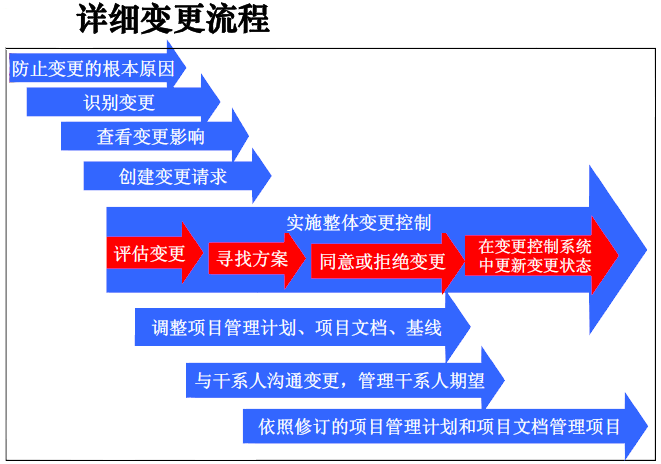 详细变更流程
防止变更的根本原因
识别变更
查看变更影响
创建变更请求
实施整体变更控制
评估变更
寻找方案
同意或拒绝变更
在变更控制系统
中更新变更状态
调整项目管理计划、项目文档、基线
与干系人沟通变更，管理干系人期望
依照修订的项目管理计划和项目文档管理项目